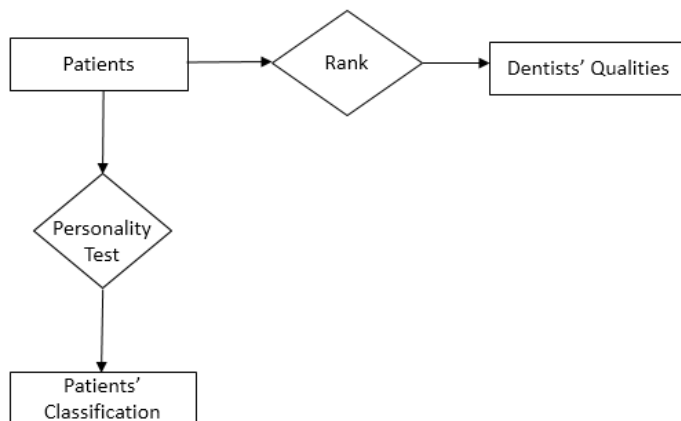 Patients
Rank
Dentists’ Qualities
Personality
Test
Patients’
Classification